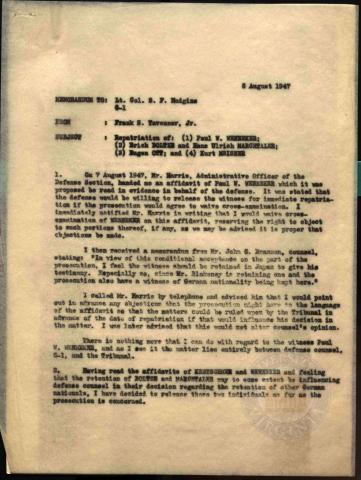 8 August 1947
MEMORANDUM TO: Lt. Col. S. F. Huigins
G-1
FROM : Frank S. Tavenner, Jr.
SUBJECT : Repatriation of: (1) Paul W. WENNEKER;
(2) Erich BOLTZE and Hans Ulrich MARCHTALER;
(3) Eugen OTT; and (4) Kurt MEISNER
1. On 7 August 1947, Mr. Harris, Administrative Officer of the
Defense Section, handed me an affidavit of Paul W. WENNEKER which it was
proposed be read in evidence in behalf of the defense. It was stated that
the defense would be willing to release the witness for immediate repatria-
tion if the prosecution would agree to waive cross-examination. I
immediately notified Mr. Harris in writing that I would waive cross-
examination of WENNEKER on this affidavit, reserving the right to object
to such portions thereof, if any, as we may be advised it is proper that
objections be made.
I then received a memorandum from Mr. John G. Brannon, counsel,
stating: "In view of this conditional acceptance on the part of the
prosecution, I feel the witness should be retained in Japan to give his
testimony. Especially so, since Mr. Blakeney is retaining one and the
prosecution also have a witness of German nationality being kept here."
I called Mr. Harris by telephone and advised him that I would point
out in advance any objections that the prosecution might have to the language
of the affidavit so that the matters could be ruled upon by the Tribunal in
advance of the date of repatriation if that would influence his decision in
the matter. I was later advised that this would not alter counsel's opinion.
There is nothing more that I can do with regard to the witness Paul
W. WENNEKER, and as I see it the matter lies entirely between defense counsel,
G-1, and the Tribunal.
2. Having read the affidavits of and WENNEKER and feeling
that the retention of BOLTZE and MARCHTALER may to some extent be influencing
defense counsel in their decision regarding the retention of other German
nationals, I have decided to release these two individuals as far as the
prosecution is concerned.